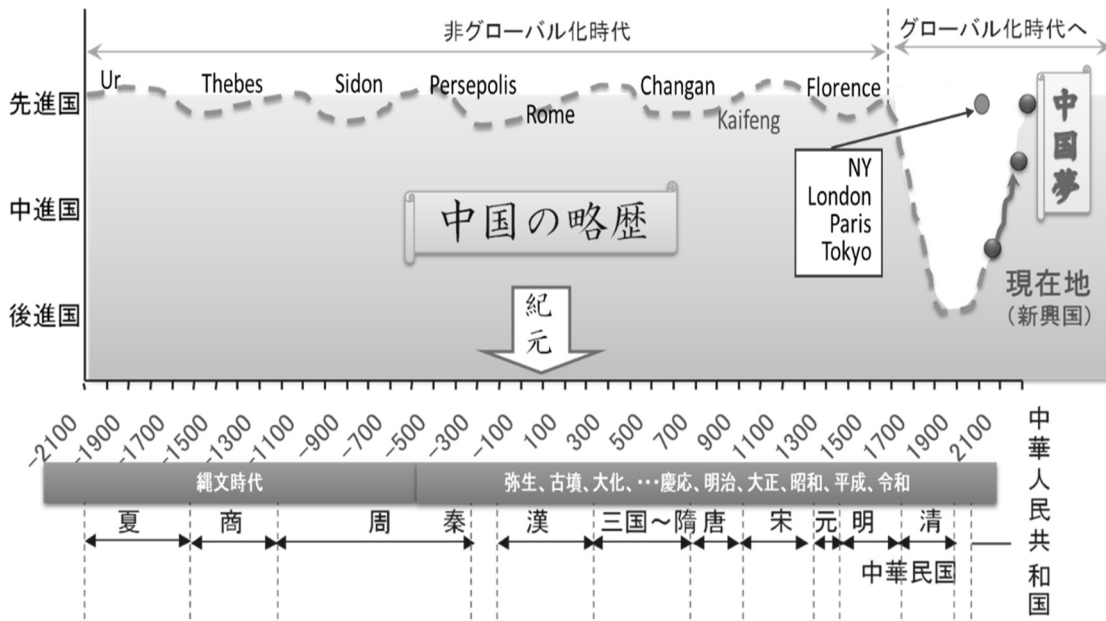 非グローバル化時代
グローバル化時代へ
Ur
Thebes
Sidon
Persepolis
Rome
Changan
Kaifeng
Florence
先進国
中進国
後進国
NY
London
Paris
Tokyo
中国夢
中国の略歴
現在地
(新興国)
紀元
-2100
-1900
-1700
-1500
-1300
-1100
-900
-700
-500
-300
-100
100
300
500
700
900
1100
1300
1500
1700
1900
2100
縄文時代
弥生、古墳、大化、・・・慶応、明治、大正、昭和、平成、令和
夏
商
周
秦
漢
三国～隋
唐
宋
元
明
清
中華民国
中華人民共和国